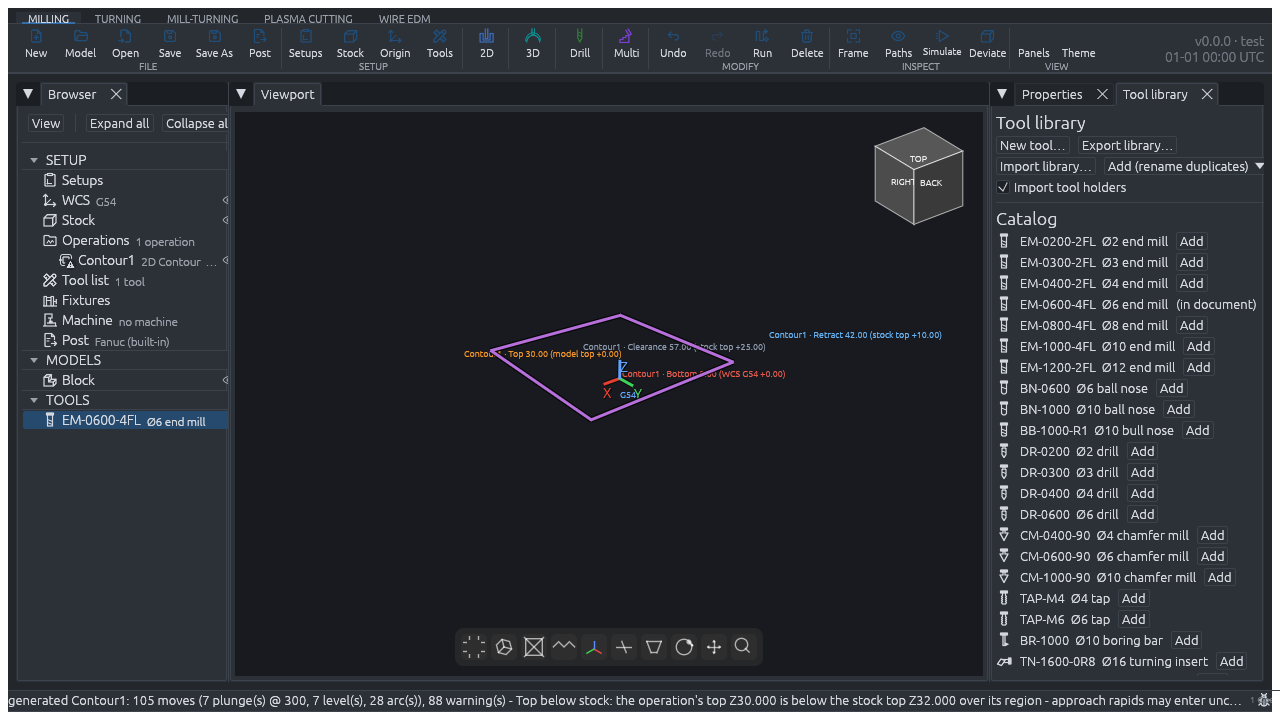 MILLING TURNING MILL-TURNING PLASMA CUTTING WIRE EDM
New Model Open Save Save As Post Setups Stock Origin Tools 2D 3D Drill Multi Undo Redo Run Delete Frame Paths Simulate Deviate Panels Theme
FILE SETUP MODIFY INSPECT VIEW
v0.0.0 · test
01-01 00:00 UTC
Browser
View Expand all Collapse al
SETUP
Setups
WCS G54
Stock
Operations 1 operation
Contour1 2D Contour ...
Tool list 1 tool
Fixtures
Machine no machine
Post Fanuc (built-in)
MODELS
Block
TOOLS
EM-0600-4FL Ø6 end mill
Viewport
TOP
RIGHT BACK
Contour1 · Retract 42.00 (stock top +10.00)
Contour1 · Clearance 57.00 (stock top +25.00)
Contour1 · Top 30.00 (model top +0.00)
Contour1 · Bottom 0.00 (WCS G54 +0.00)
Z
X G54 Y
Properties Tool library
Tool library
New tool... Export library...
Import library... Add (rename duplicates)
Import tool holders
Catalog
EM-0200-2FL Ø2 end mill Add
EM-0300-2FL Ø3 end mill Add
EM-0400-2FL Ø4 end mill Add
EM-0600-4FL Ø6 end mill (in document)
EM-0800-4FL Ø8 end mill Add
EM-1000-4FL Ø10 end mill Add
EM-1200-4FL Ø12 end mill Add
BN-0600 Ø6 ball nose Add
BN-1000 Ø10 ball nose Add
BB-1000-R1 Ø10 bull nose Add
DR-0200 Ø2 drill Add
DR-0300 Ø3 drill Add
DR-0400 Ø4 drill Add
DR-0600 Ø6 drill Add
CM-0400-90 Ø4 chamfer mill Add
CM-0600-90 Ø6 chamfer mill Add
CM-1000-90 Ø10 chamfer mill Add
TAP-M4 Ø4 tap Add
TAP-M6 Ø6 tap Add
BR-1000 Ø10 boring bar Add
TN-1600-0R8 Ø16 turning insert Add
generated Contour1: 105 moves (7 plunge(s) @ 300, 7 level(s), 28 arc(s)), 88 warning(s) - Top below stock: the operation's top Z30.000 is below the stock top Z32.000 over its region - approach rapids may enter unc...